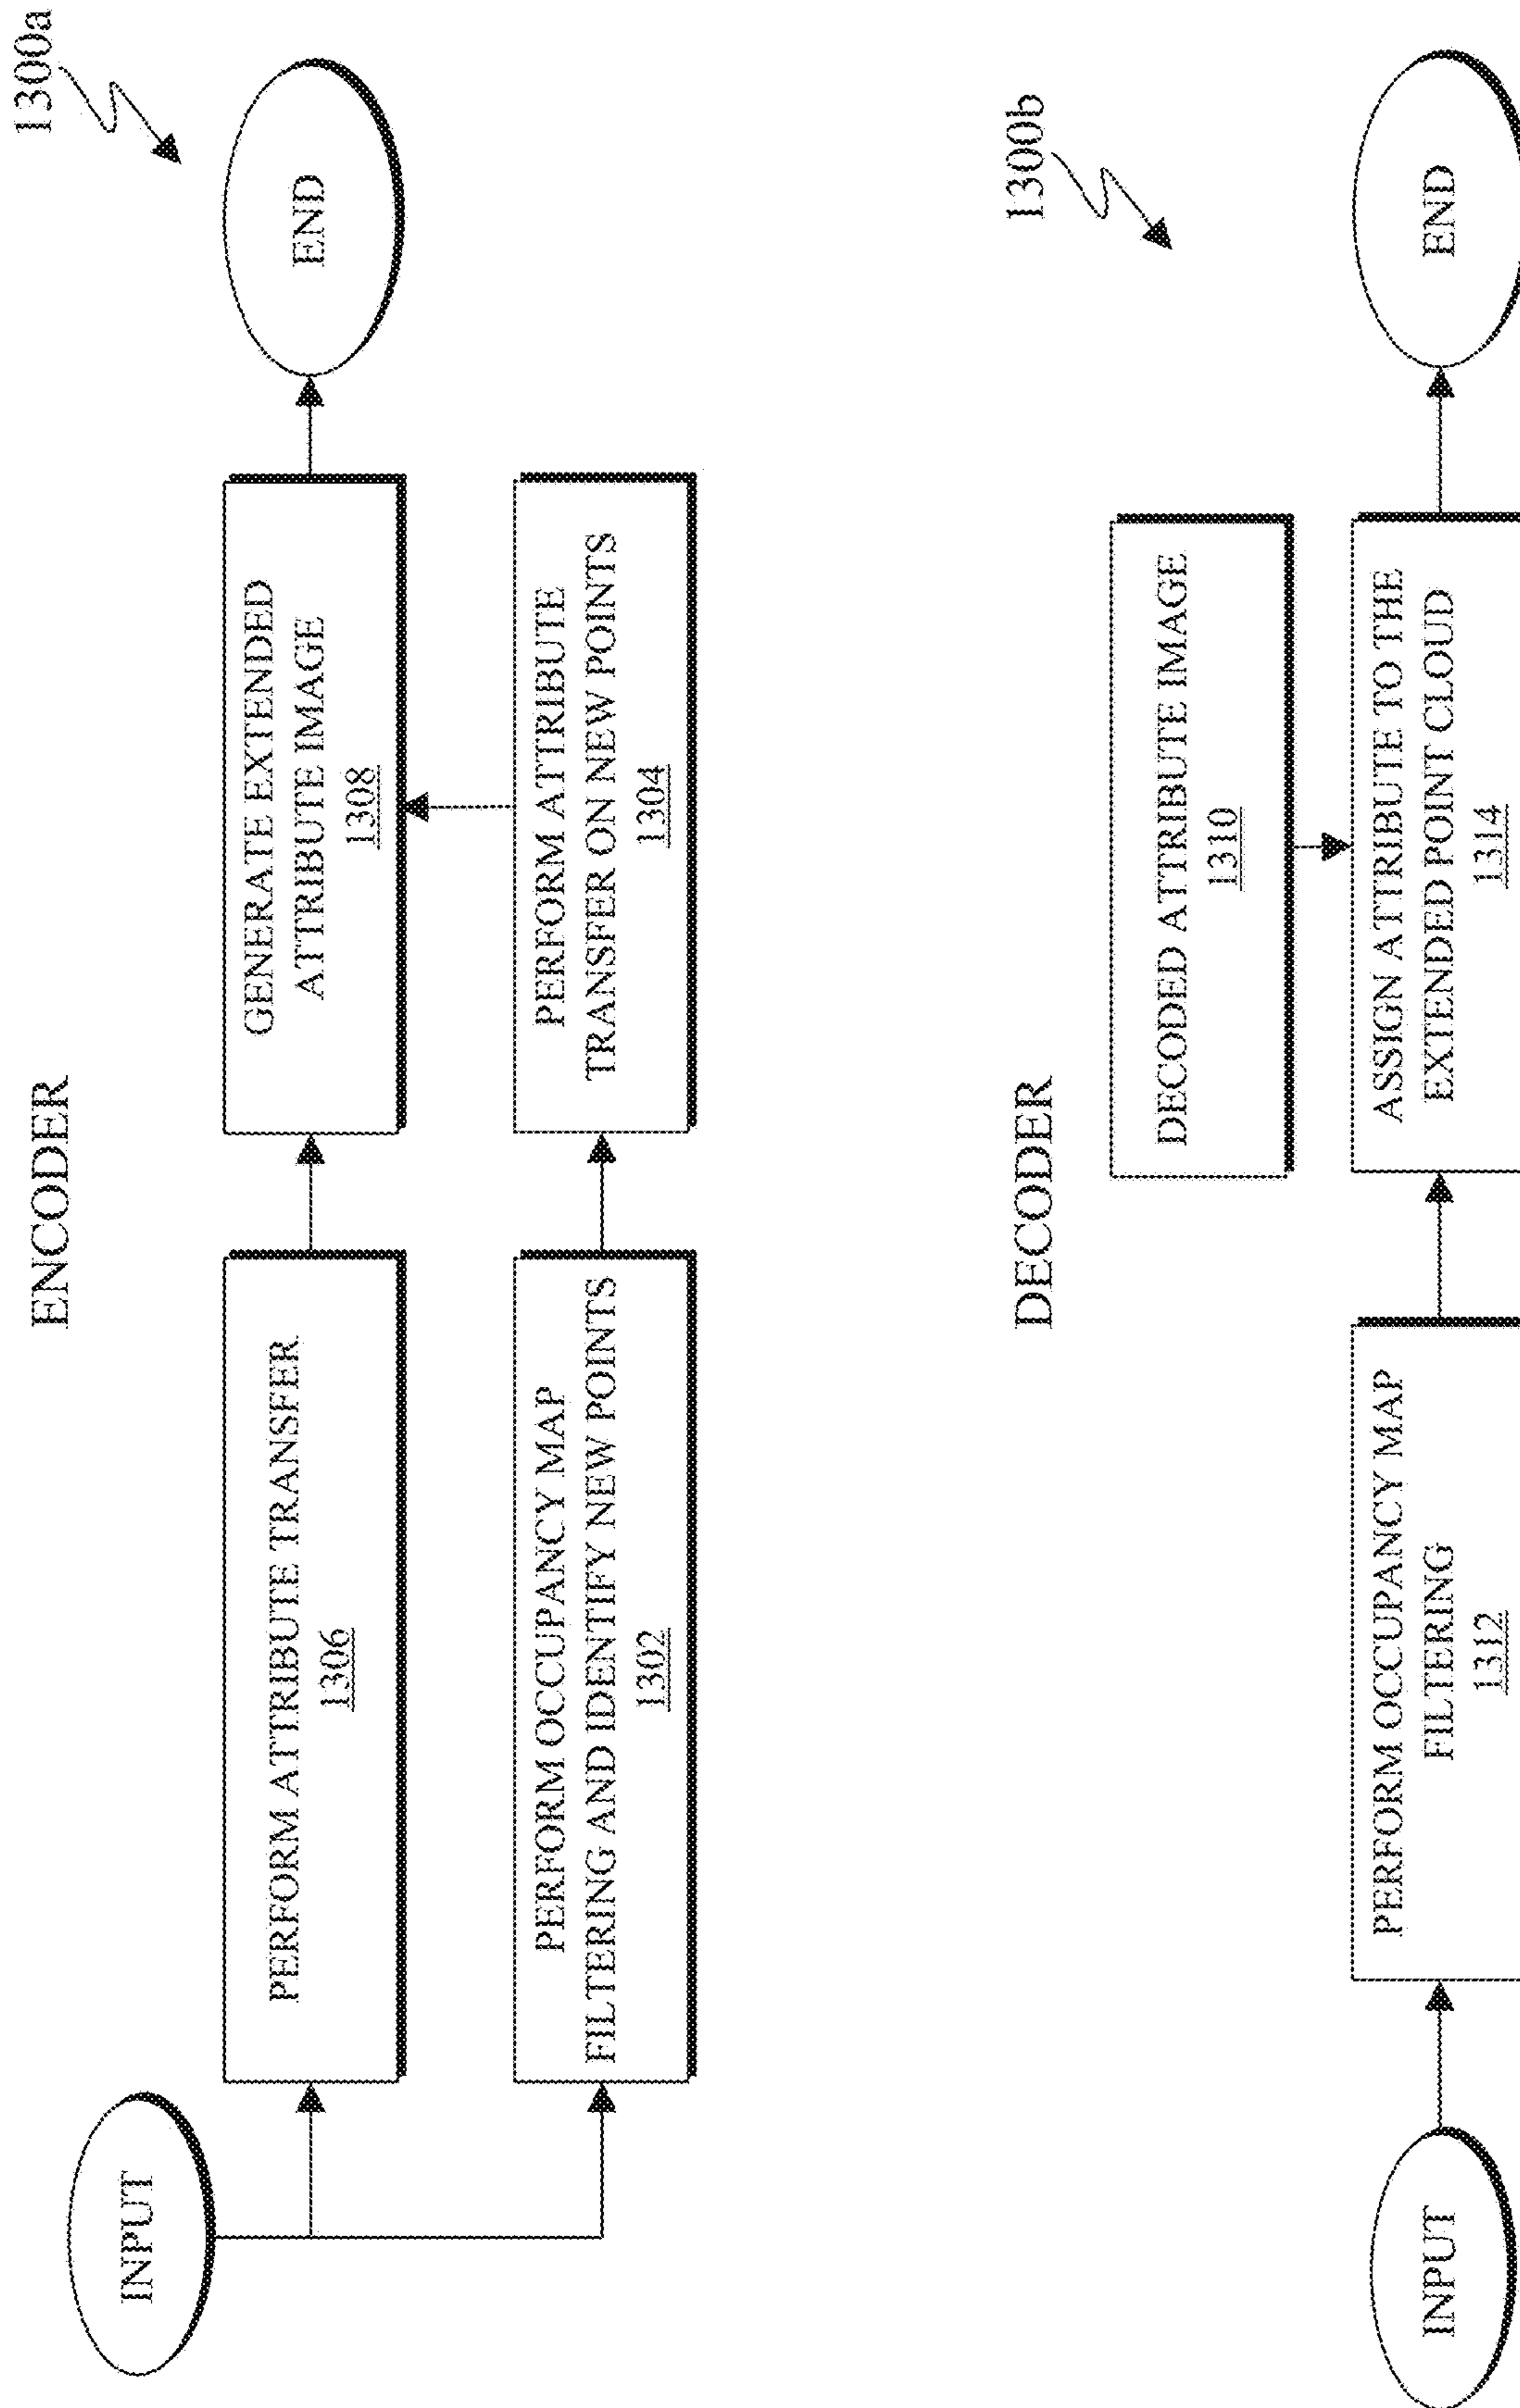 ENCODER
1300a
INPUT
PERFORM ATTRIBUTE TRANSFER
1306
GENERATE EXTENDED
ATTRIBUTE IMAGE
1308
END
PERFORM OCCUPANCY MAP
FILTERING AND IDENTIFY NEW POINTS
1302
PERFORM ATTRIBUTE
TRANSFER ON NEW POINTS
1304
DECODER
1300b
DECODED ATTRIBUTE IMAGE
1310
INPUT
PERFORM OCCUPANCY MAP
FILTERING
1312
ASSIGN ATTRIBUTE TO THE
EXTENDED POINT CLOUD
1314
END